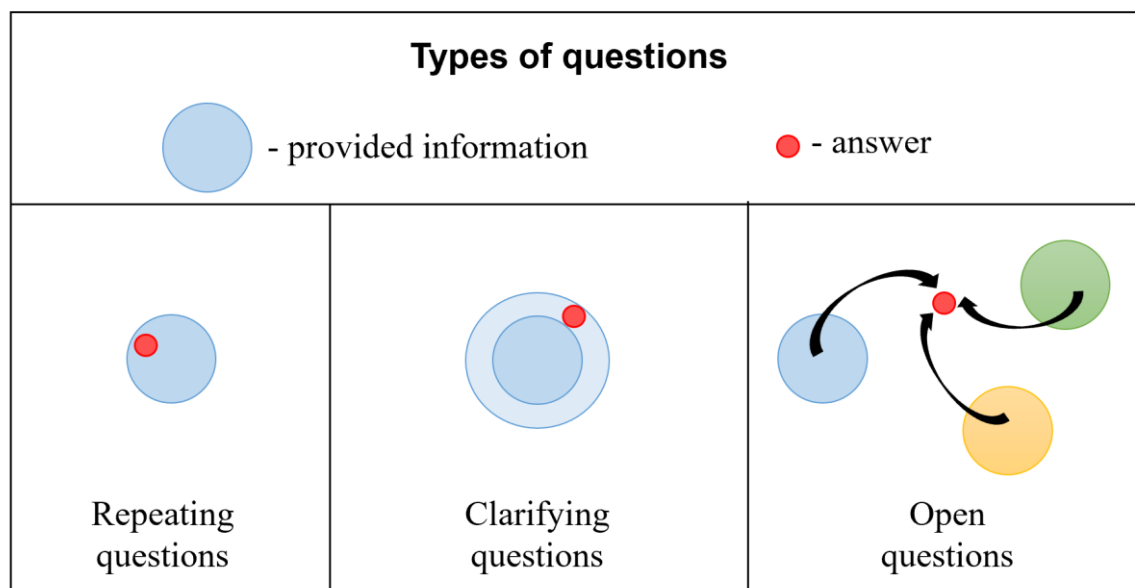 Types of questions
- provided information
- answer
Repeating
questions
Clarifying
questions
Open
questions